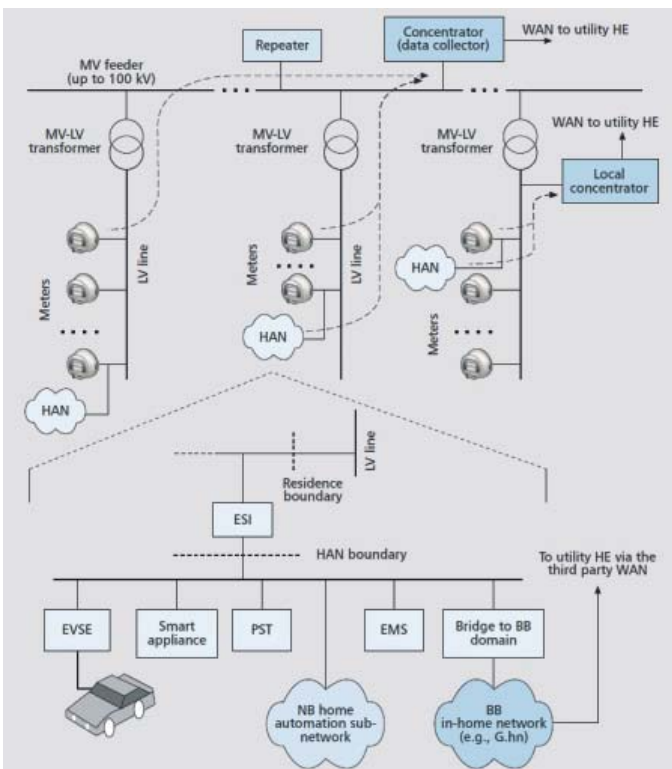 Concentrator
(data collector)
WAN to utility HE
Repeater
MV feeder
(up to 100 kV)
MV-LV
transformer
MV-LV
transformer
MV-LV
transformer
WAN to utility HE
Local
concentrator
Meters
LV line
HAN
Meters
LV line
HAN
HAN
Meters
LV line
Residence
boundary
ESI
HAN boundary
To utility HE via the
third party WAN
EVSE
Smart
appliance
PST
EMS
Bridge to BB
domain
NB home
automation sub-
network
BB
in-home network
(e.g., G.hn)